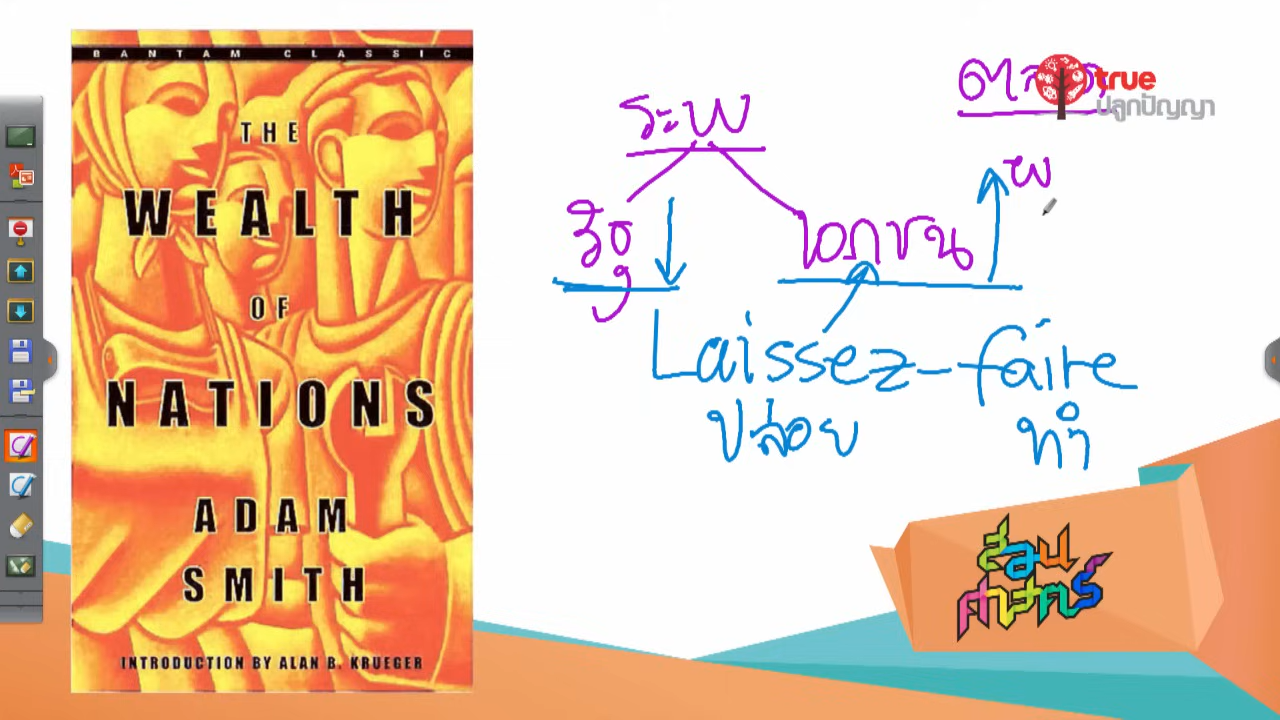 BANTAM CLASSIC
THE
WEALTH
OF
NATIONS
ADAM
SMITH
INTRODUCTION BY ALAN B. KRUEGER
true
ปลูกปัญญา
ระบบ
รัฐ
เอกชน
Laissez-faire
ปล่อย
ทำ
สอน
ศาสตร์